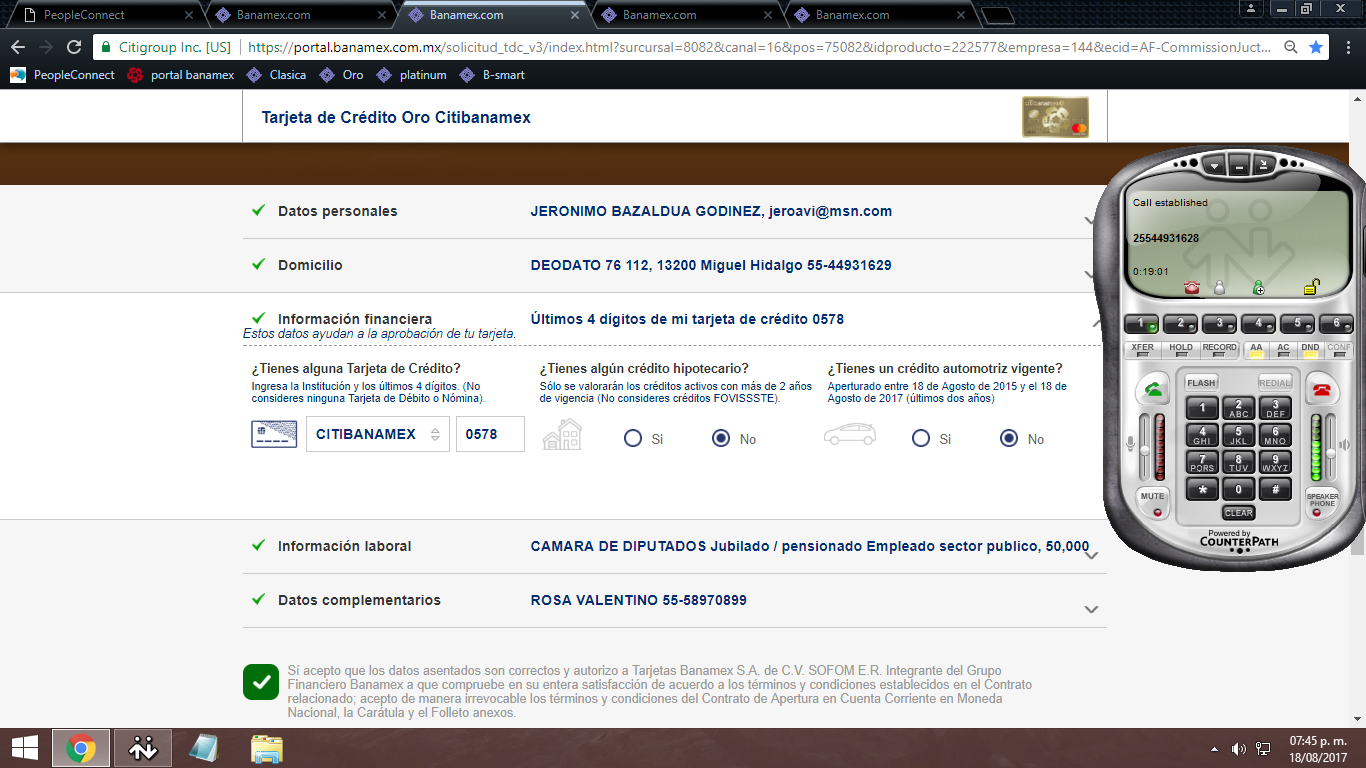 PeopleConnect
Banamex.com
Banamex.com
Banamex.com
Banamex.com
Citigroup Inc. [US]
https://portal.banamex.com.mx/solicitud_tdc_v3/index.html?surcursal=8082&canal=16&pos=75082&idproducto=222577&empresa=144&ecid=AF-CommissionJuct...
PeopleConnect
portal banamex
Clasica
Oro
platinum
B-smart
Tarjeta de Crédito Oro Citibanamex
Datos personales
JERONIMO BAZALDUA GODINEZ, jeroavi@msn.com
Domicilio
DEODATO 76 112, 13200 Miguel Hidalgo 55-44931629
Información financiera
Últimos 4 dígitos de mi tarjeta de crédito 0578
Estos datos ayudan a la aprobación de tu tarjeta.
¿Tienes alguna Tarjeta de Crédito?
Ingresa la Institución y los últimos 4 dígitos. (No
consideres ninguna Tarjeta de Débito o Nómina).
CITIBANAMEX
0578
¿Tienes algún crédito hipotecario?
Sólo se valorarán los créditos activos con más de 2 años
de vigencia (No consideres créditos FOVISSSTE).
Si
No
¿Tienes un crédito automotriz vigente?
Aperturado entre 18 de Agosto de 2015 y el 18 de
Agosto de 2017 (últimos dos años)
Si
No
Información laboral
CAMARA DE DIPUTADOS Jubilado / pensionado Empleado sector publico, 50,000
Datos complementarios
ROSA VALENTINO 55-58970899
Sí acepto que los datos asentados son correctos y autorizo a Tarjetas Banamex S.A. de C.V. SOFOM E.R. Integrante del Grupo
Financiero Banamex a que compruebe en su entera satisfacción de acuerdo a los términos y condiciones establecidos en el Contrato
relacionado; acepto de manera irrevocable los términos y condiciones del Contrato de Apertura en Cuenta Corriente en Moneda
Nacional, la Carátula y el Folleto anexos.
Call established
25544931628
0:19:01
1 2 3 4 5 6
XFER HOLD RECORD AA AC DND CONF
FLASH
REDIAL
1 2 ABC 3 DEF
4 GHI 5 JKL 6 MNO
7 PQRS 8 TUV 9 WXYZ
* 0 #
MUTE
CLEAR
SPEAKER
PHONE
Powered by
COUNTERPATH
07:45 p. m.
18/08/2017